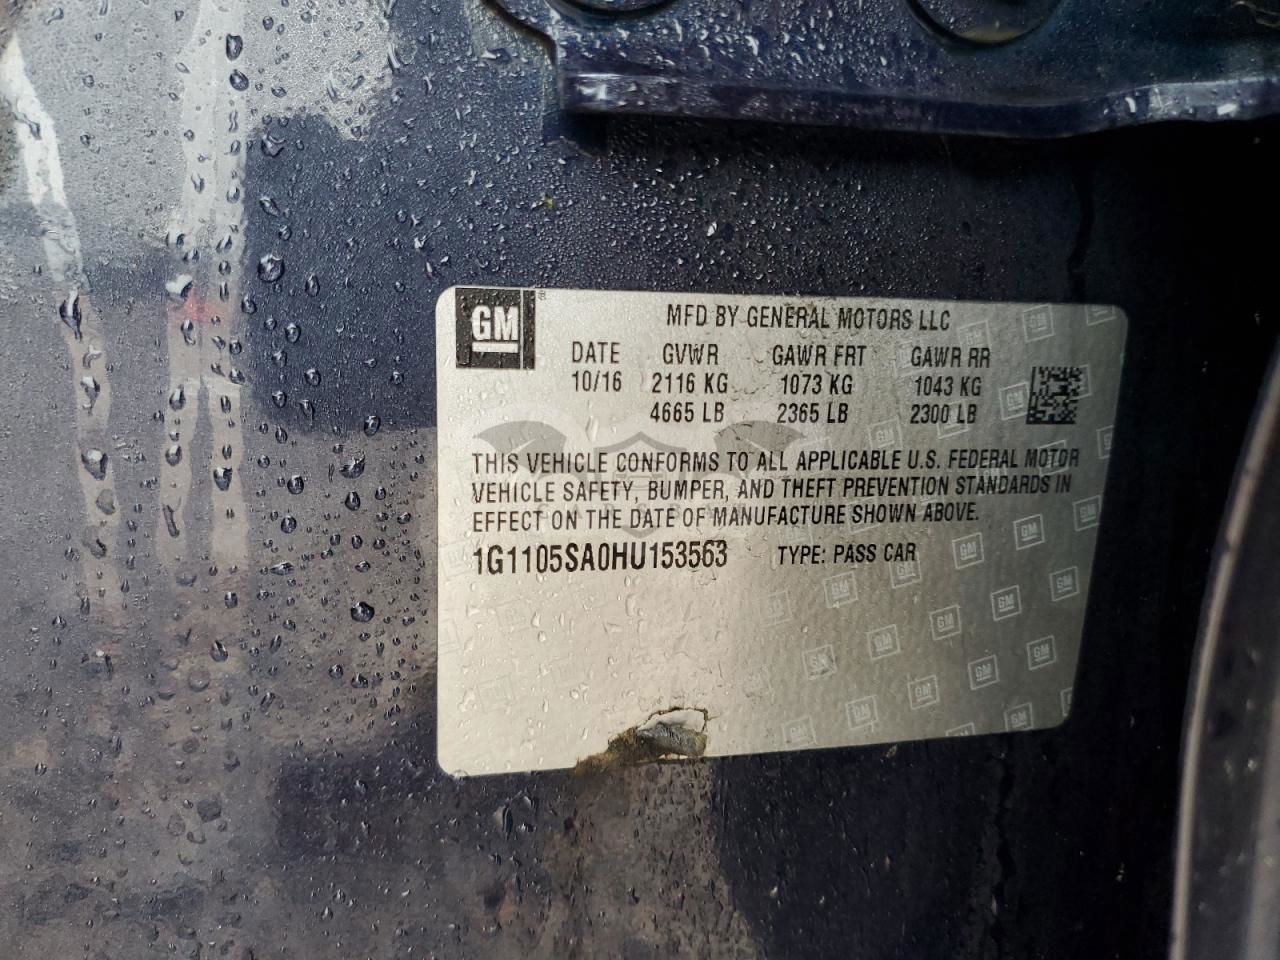 GM
MFD BY GENERAL MOTORS LLC
DATE GVWR GAWR FRT GAWR RR
10/16 2116 KG 1073 KG 1043 KG
4665 LB 2365 LB 2300 LB
THIS VEHICLE CONFORMS TO ALL APPLICABLE U.S. FEDERAL MOTOR
VEHICLE SAFETY, BUMPER, AND THEFT PREVENTION STANDARDS IN
EFFECT ON THE DATE OF MANUFACTURE SHOWN ABOVE.
1G1105SA0HU153563 TYPE: PASS CAR